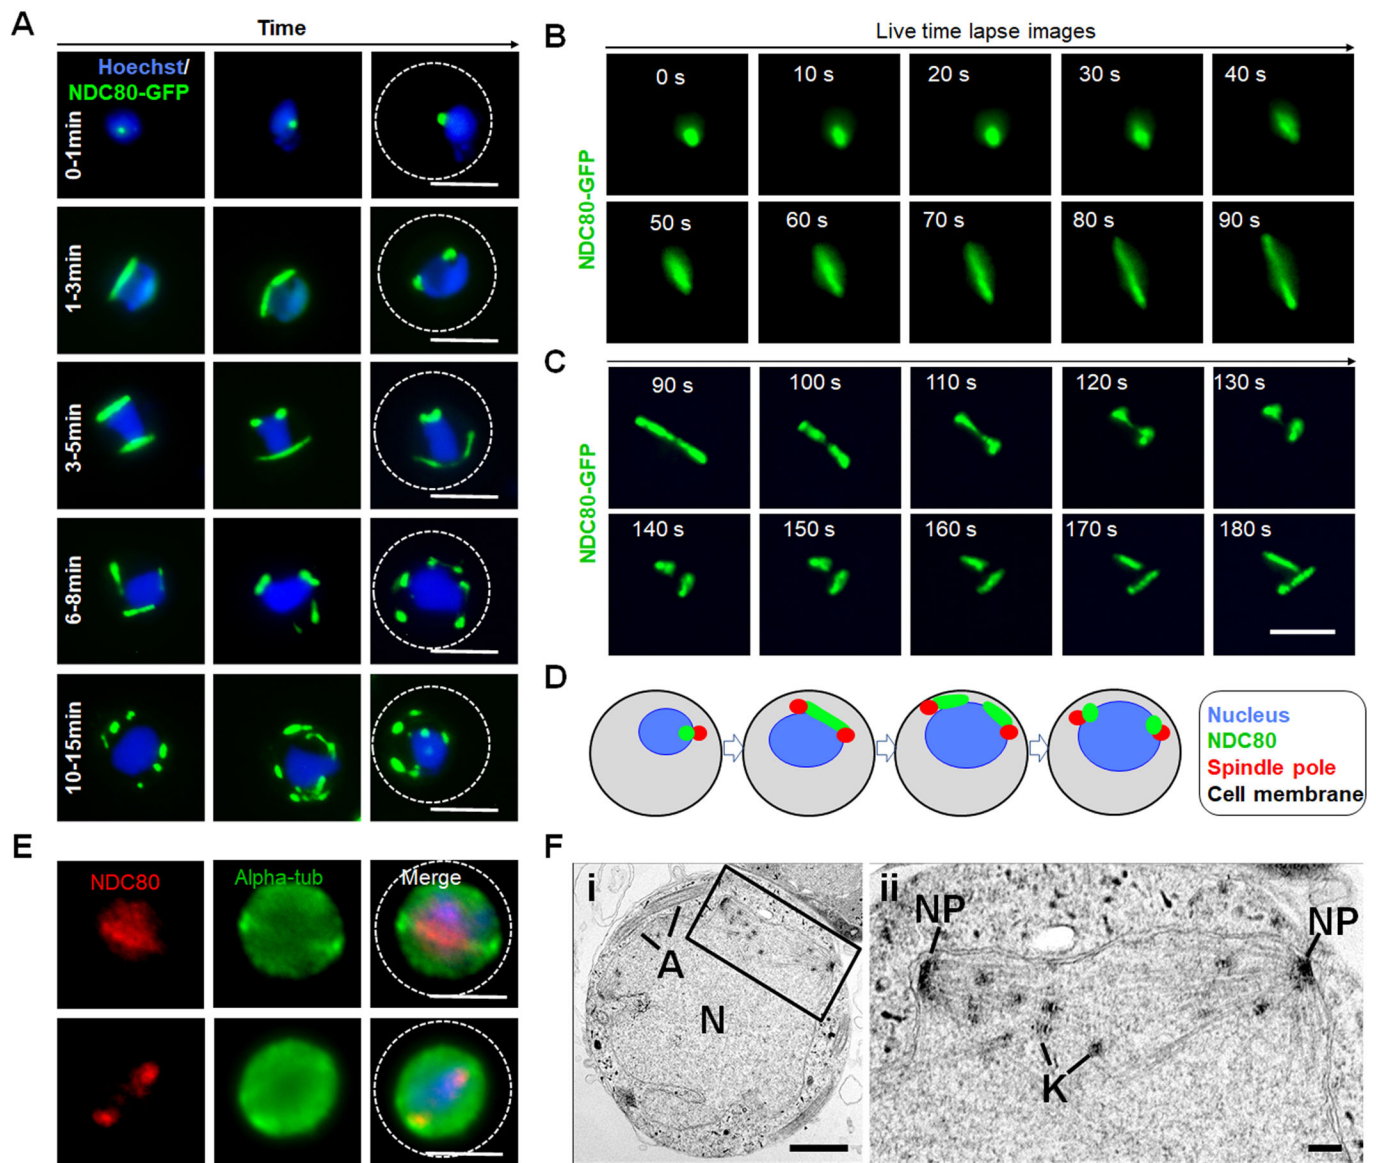 A
Time
Hoechst/
NDC80-GFP
0-1min
1-3min
3-5min
6-8min
10-15min
B
Live time lapse images
NDC80-GFP
0 s
10 s
20 s
30 s
40 s
50 s
60 s
70 s
80 s
90 s
C
NDC80-GFP
90 s
100 s
110 s
120 s
130 s
140 s
150 s
160 s
170 s
180 s
D
Nucleus
NDC80
Spindle pole
Cell membrane
E
NDC80
Alpha-tub
Merge
F
i
A
N
ii
NP
NP
K